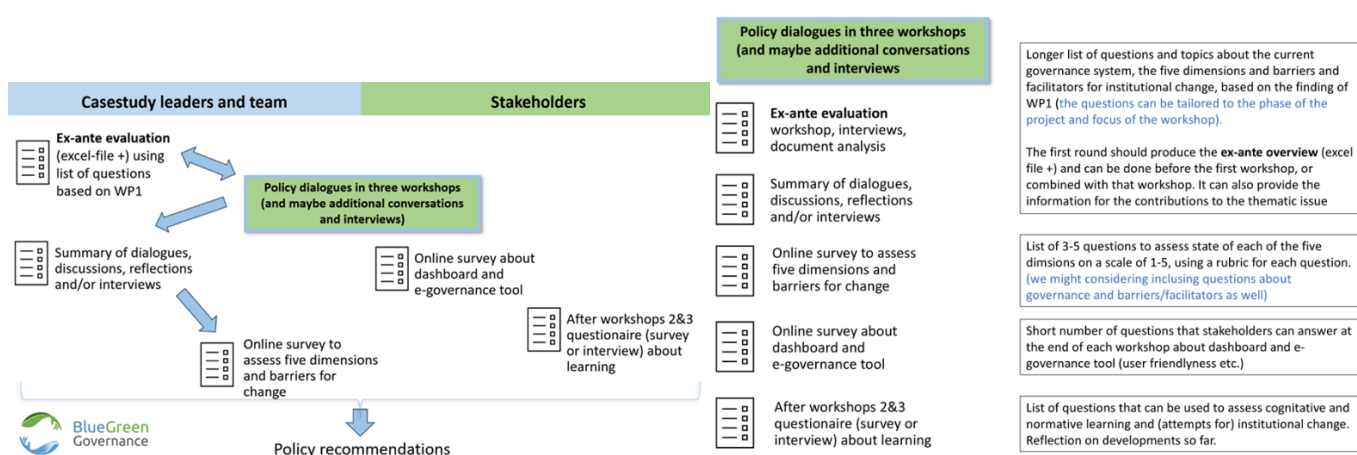 Casestudy leaders and team
Stakeholders
Ex-ante evaluation
(excel-file +) using
list of questions
based on WP1
Policy dialogues in three workshops
(and maybe additional conversations
and interviews)
Summary of dialogues,
discussions, reflections
and/or interviews
Online survey about
dashboard and
e-governance tool
After workshops 2&3
questionaire (survey
or interview) about
learning
Online survey to
assess five dimensions
and barriers for
change
BlueGreen
Governance
Policy recommendations
Policy dialogues in three workshops
(and maybe additional conversations
and interviews
Ex-ante evaluation
workshop, interviews,
document analysis
Summary of dialogues,
discussions, reflections
and/or interviews
Online survey to assess
five dimensions and
barriers for change
Online survey about
dashboard and
e-governance tool
After workshops 2&3
questionaire (survey or
interview) about learning
Longer list of questions and topics about the current
governance system, the five dimensions and barriers and
facilitators for institutional change, based on the finding of
WP1 (the questions can be tailored to the phase of the
project and focus of the workshop).
The first round should produce the ex-ante overview (excel
file +) and can be done before the first workshop, or
combined with that workshop. It can also provide the
information for the contributions to the thematic issue
List of 3-5 questions to assess state of each of the five
dimsions on a scale of 1-5, using a rubric for each question.
(we might considering inclusing questions about
governance and barriers/facilitators as well)
Short number of questions that stakeholders can answer at
the end of each workshop about dashboard and e-
governance tool (user friendlyness etc.)
List of questions that can be used to assess cognitative and
normative learning and (attempts for) institutional change.
Reflection on developments so far.